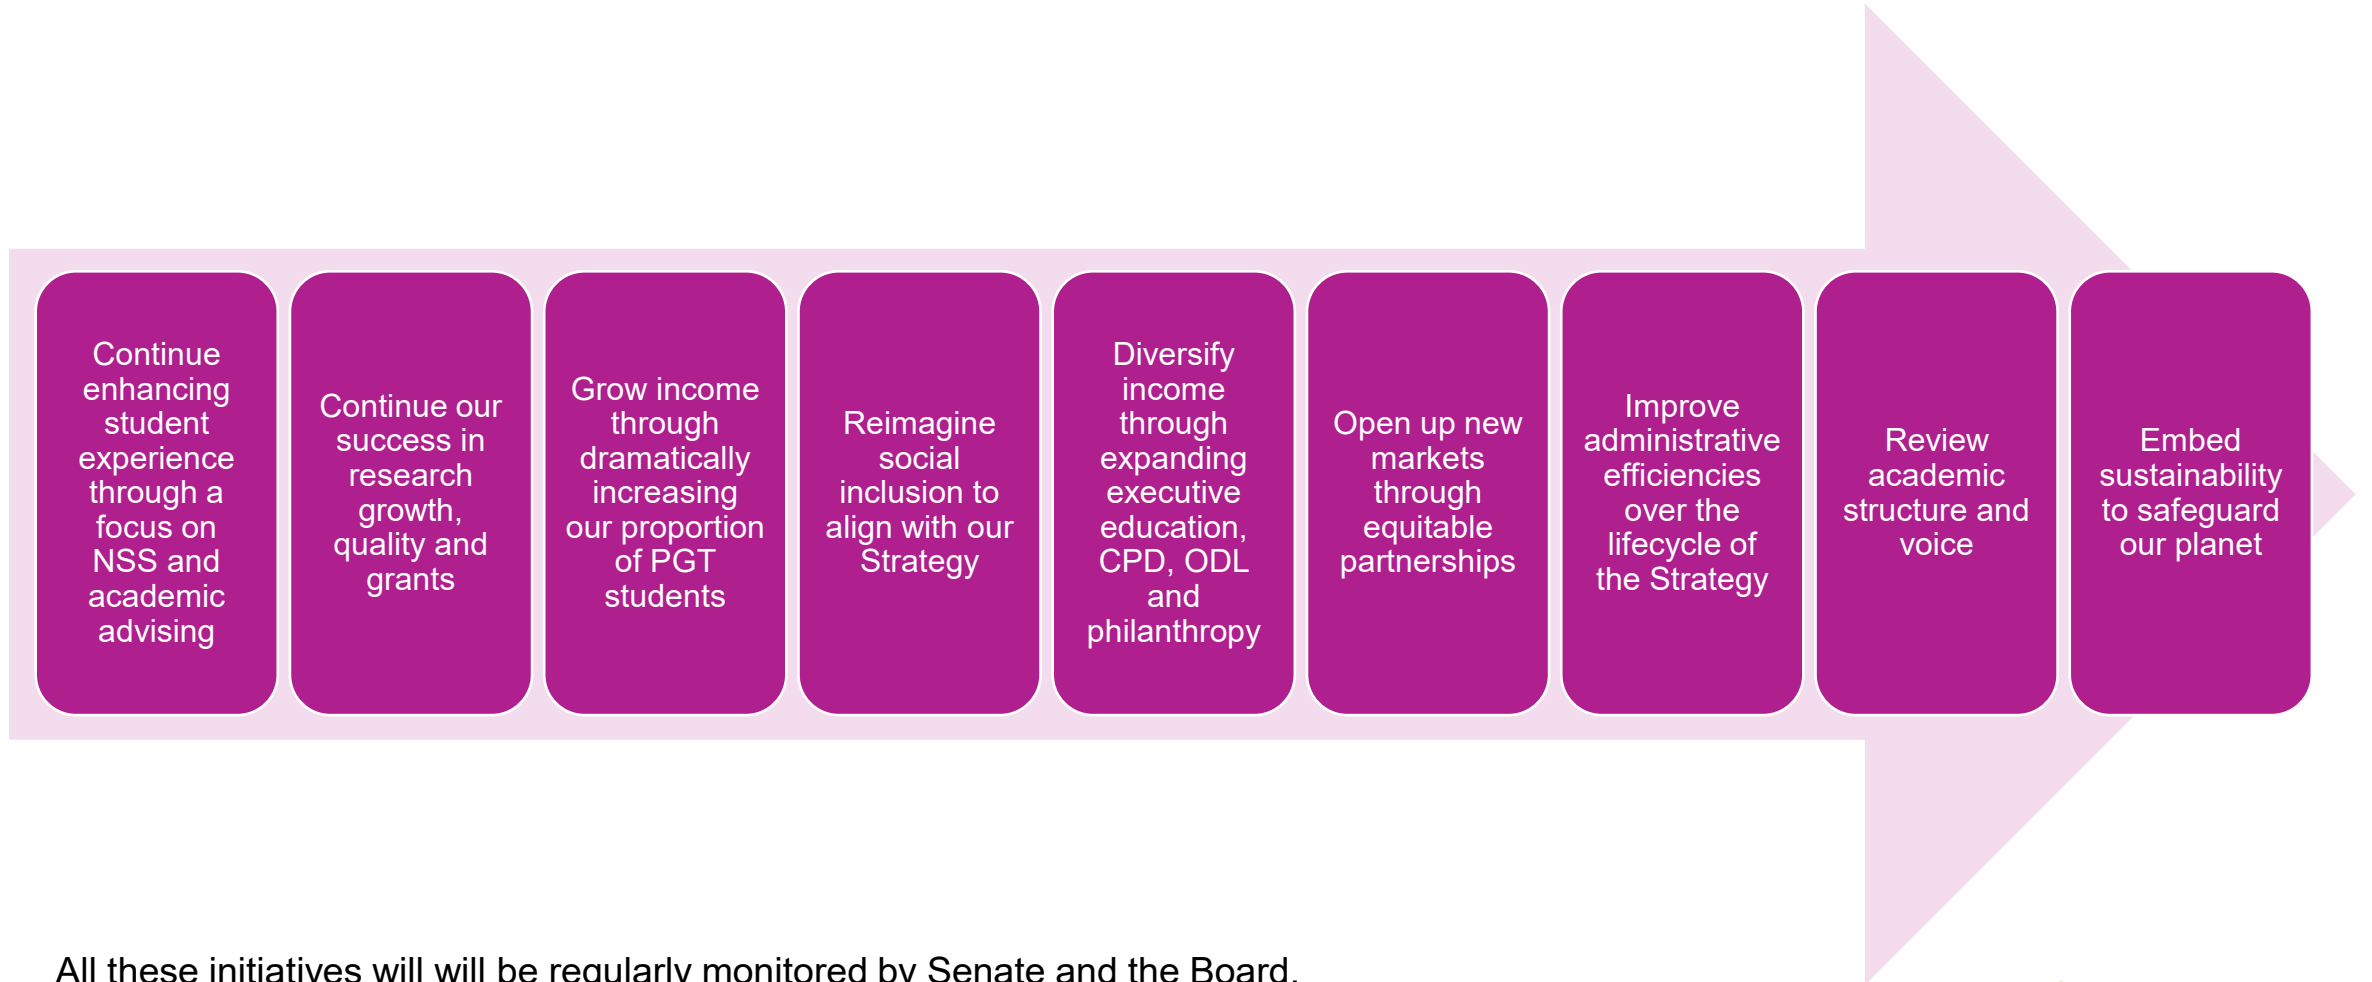 Continue
enhancing
student
experience
through a
focus on
NSS and
academic
advising
Continue our
success in
research
growth,
quality and
grants
Grow income
through
dramatically
increasing
our proportion
of PGT
students
Reimagine
social
inclusion to
align with our
Strategy
Diversify
income
through
expanding
executive
education,
CPD, ODL
and
philanthropy
Open up new
markets
through
equitable
partnerships
Improve
administrative
efficiencies
over the
lifecycle of
the Strategy
Review
academic
structure and
voice
Embed
sustainability
to safeguard
our planet
All these initiatives will will be regularly monitored by Senate and the Board.